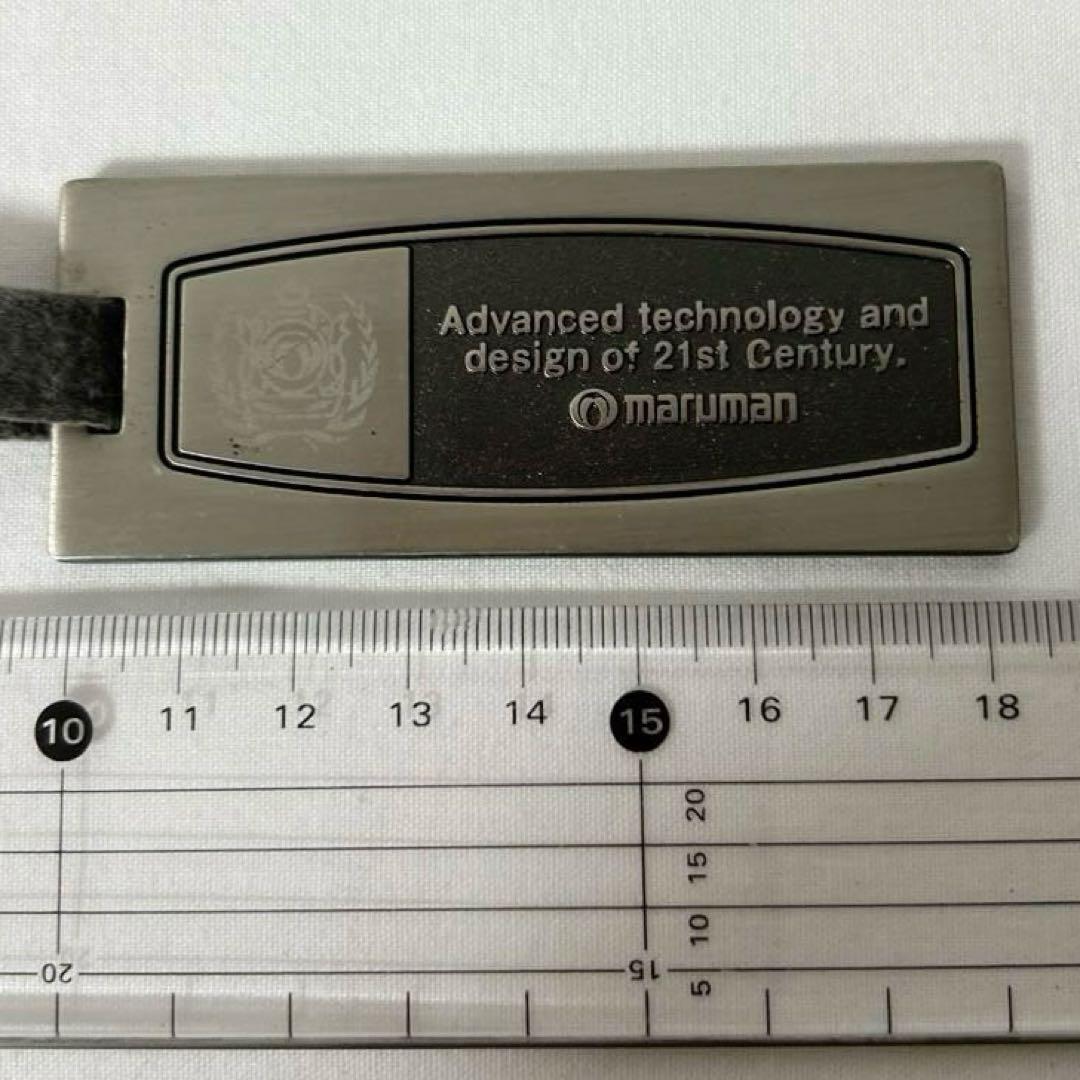 Advanced technology and
design of 21st Century.
maruman
10 11 12 13 14 15 16 17 18
20
15
10
20 15
5